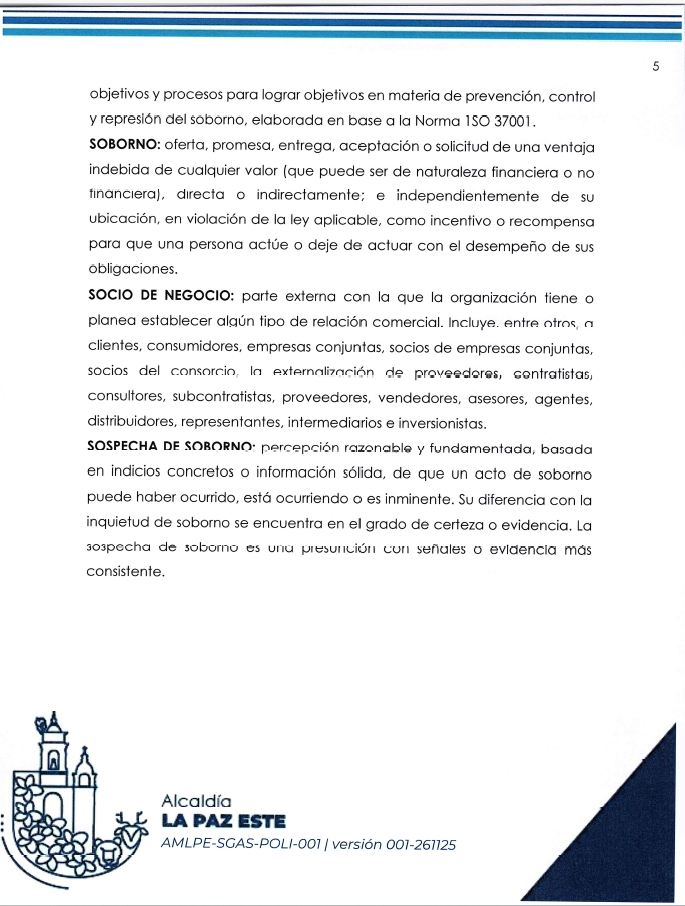 5
objetivos y procesos para lograr objetivos en materia de prevención, control
y represión del soborno, elaborada en base a la Norma ISO 37001.
SOBORNO: oferta, promesa, entrega, aceptación o solicitud de una ventaja
indebida de cualquier valor (que puede ser de naturaleza financiera o no
financiera), directa o indirectamente; e independientemente de su
ubicación, en violación de la ley aplicable, como incentivo o recompensa
para que una persona actúe o deje de actuar con el desempeño de sus
obligaciones.
SOCIO DE NEGOCIO: parte externa con la que la organización tiene o
planea establecer algún tipo de relación comercial. Incluye, entre otros, a
clientes, consumidores, empresas conjuntas, socios de empresas conjuntas,
socios del consorcio, la externalización de proveedores, contratistas,
consultores, subcontratistas, proveedores, vendedores, asesores, agentes,
distribuidores, representantes, intermediarios e inversionistas.
SOSPECHA DE SOBORNO: percepción razonable y fundamentada, basada
en indicios concretos o información sólida, de que un acto de soborno
puede haber ocurrido, está ocurriendo o es inminente. Su diferencia con la
inquietud de soborno se encuentra en el grado de certeza o evidencia. La
sospecha de soborno es una presunción con señales o evidencia más
consistente.
Alcaldía
LA PAZ ESTE
AMLPE-SGAS-POLI-001 | versión 001-261125